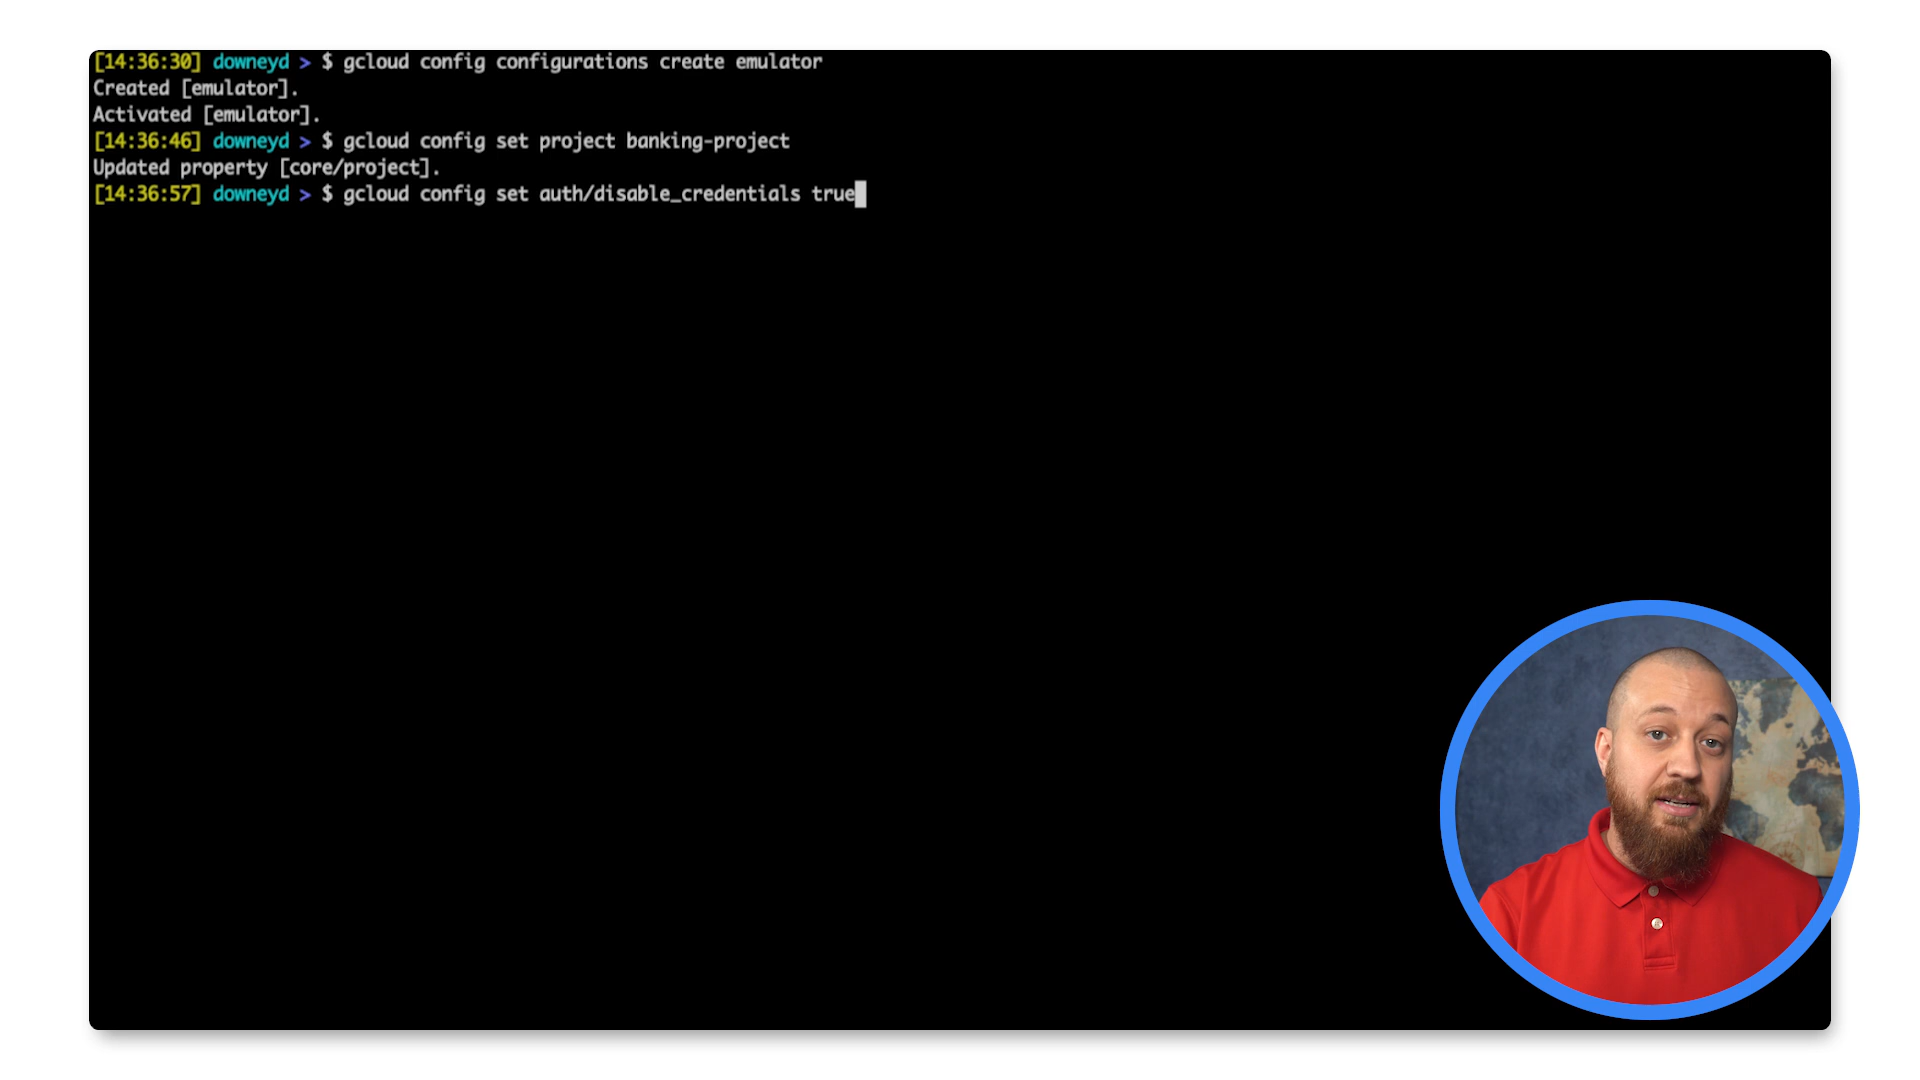 [14:36:30] downeyd > $ gcloud config configurations create emulator
Created [emulator].
Activated [emulator].
[14:36:46] downeyd > $ gcloud config set project banking-project
Updated property [core/project].
[14:36:57] downeyd > $ gcloud config set auth/disable_credentials true